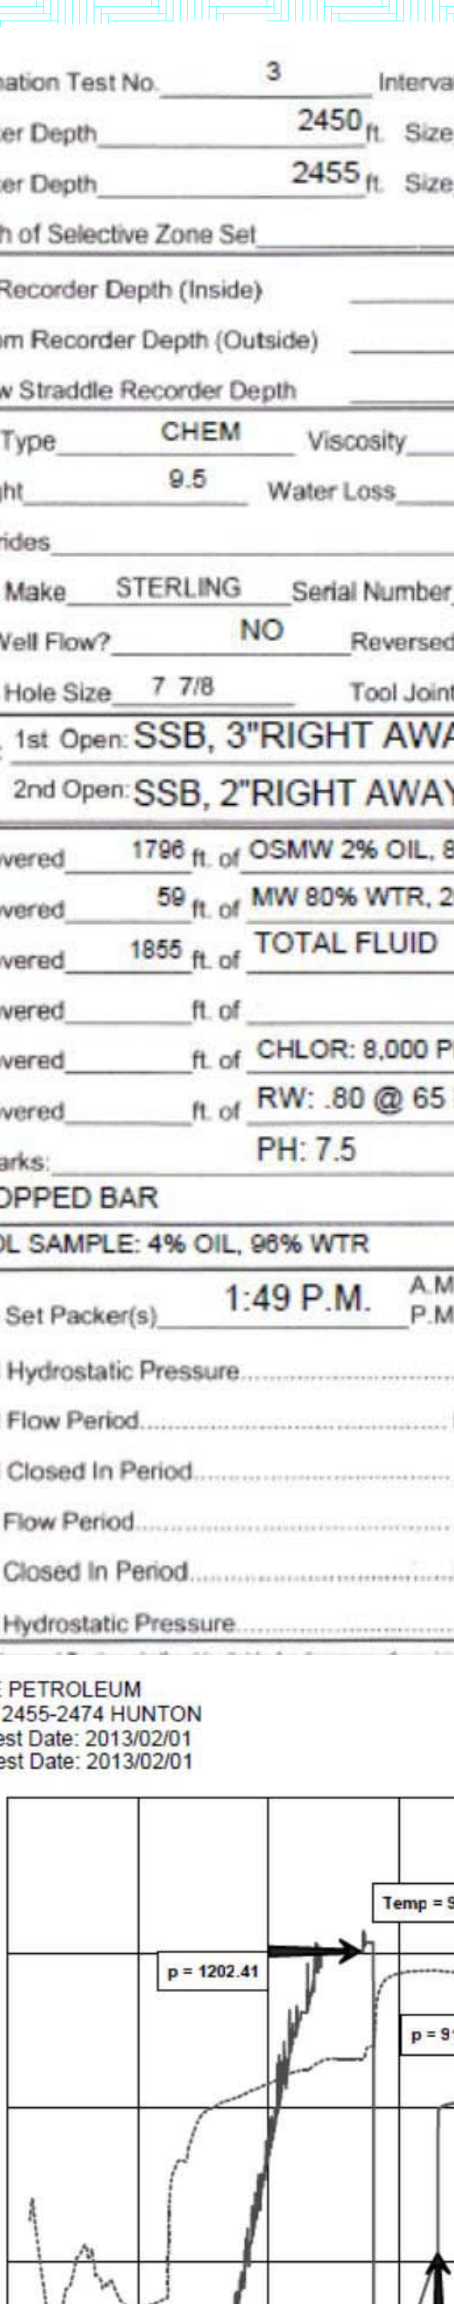 nation Test No. 3 Interva
er Depth 2450 ft. Size
er Depth 2455 ft. Size
h of Selective Zone Set
Recorder Depth (Inside)
om Recorder Depth (Outside)
w Straddle Recorder Depth
Type CHEM Viscosity
ht 9.5 Water Loss
rides
Make STERLING Serial Number
Well Flow? NO Reversed
Hole Size 7 7/8 Tool Joint
1st Open: SSB, 3"RIGHT AWA
2nd Open: SSB, 2"RIGHT AWAY
vered 1796 ft. of OSMW 2% OIL, 8
vered 59 ft. of MW 80% WTR, 2
vered 1855 ft. of TOTAL FLUID
vered ft. of
vered ft. of CHLOR: 8,000 P
vered ft. of RW: .80 @ 65
arks: PH: 7.5
OPPED BAR
OL SAMPLE: 4% OIL, 96% WTR
Set Packer(s) 1:49 P.M. A.M
P.M
Hydrostatic Pressure
Flow Period
Closed In Period
Flow Period
Closed In Period
Hydrostatic Pressure
E PETROLEUM
2455-2474 HUNTON
est Date: 2013/02/01
est Date: 2013/02/01
Temp = 9
p = 1202.41
p = 91